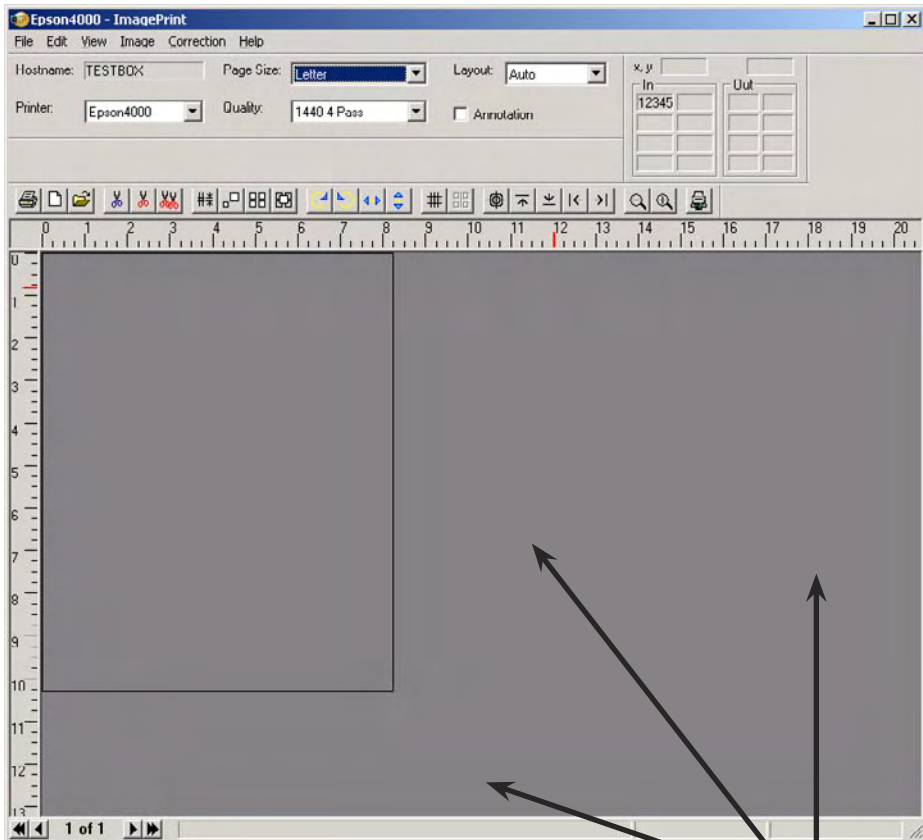 Epson4000 - ImagePrint
File Edit View Image Correction Help
Hostname: TESTBOX Page Size: Letter Layout: Auto x, y
In Out
12345
Printer: Epson4000 Quality: 1440 4 Pass Annotation
0 1 2 3 4 5 6 7 8 9 10 11 12 13 14 15 16 17 18 19 20
0
1
2
3
4
5
6
7
8
9
10
11
12
13
1 of 1